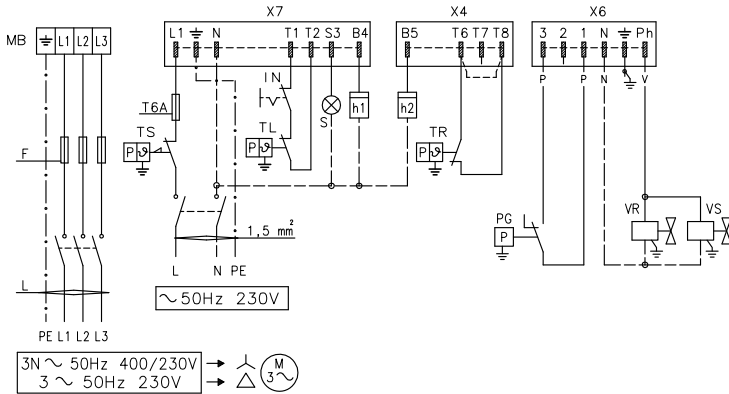 X7 X4 X6
MB L1 L2 L3
L1 N T1 T2 S3 B4
B5 T6 T7 T8
3 2 1 N Ph
P P N V
IN
T6A
h1 h2
S
TS P ϑ
TL P ϑ
TR P ϑ
F
PG P
VR VS
1,5 mm²
L N PE
L
∼ 50Hz 230V
PE L1 L2 L3
3N ∼ 50Hz 400/230V
3 ∼ 50Hz 230V
M
3∼